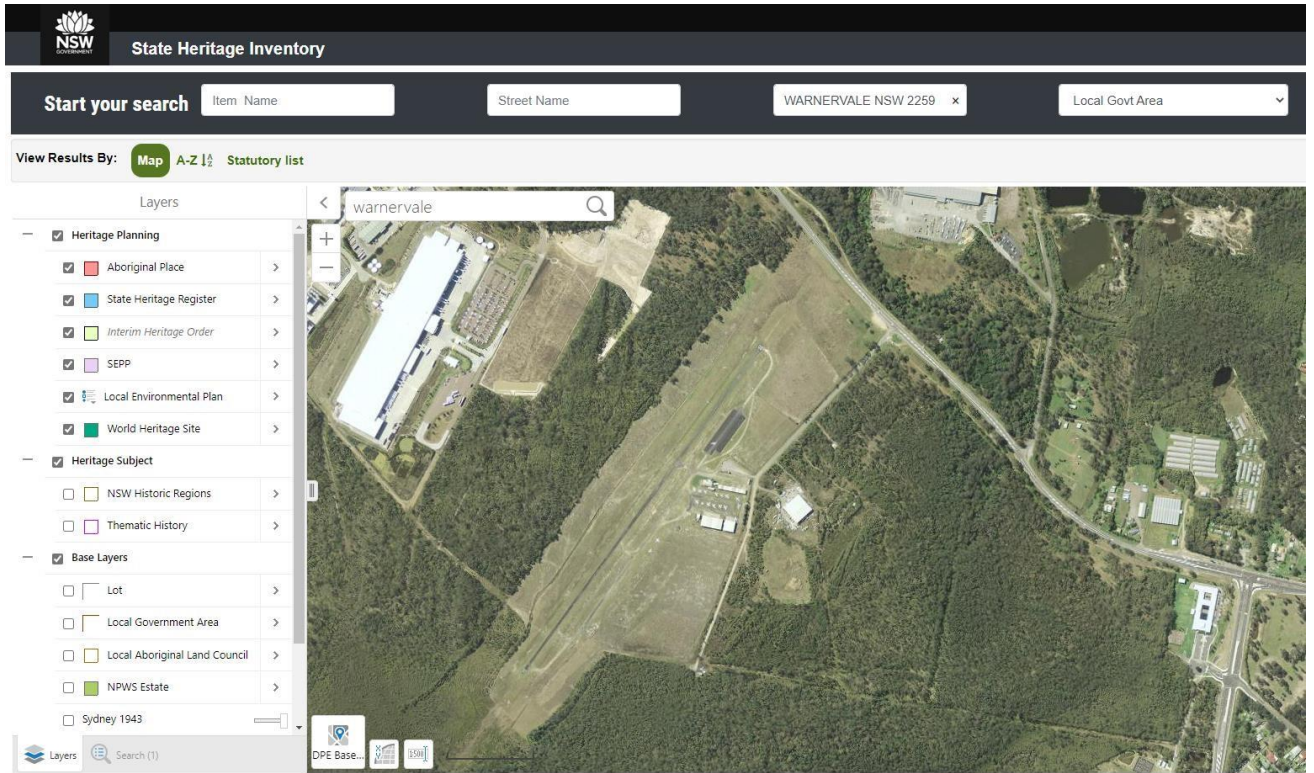 NSW
GOVERNMENT
State Heritage Inventory
Start your search
Item Name
Street Name
WARNERVALE NSW 2259 ×
Local Govt Area
View Results By:
Map
A-Z
Statutory list
Layers
warnervale
Heritage Planning
Aboriginal Place
State Heritage Register
Interim Heritage Order
SEPP
Local Environmental Plan
World Heritage Site
Heritage Subject
NSW Historic Regions
Thematic History
Base Layers
Lot
Local Government Area
Local Aboriginal Land Council
NPWS Estate
Sydney 1943
Layers
Search (1)
DPE Base...